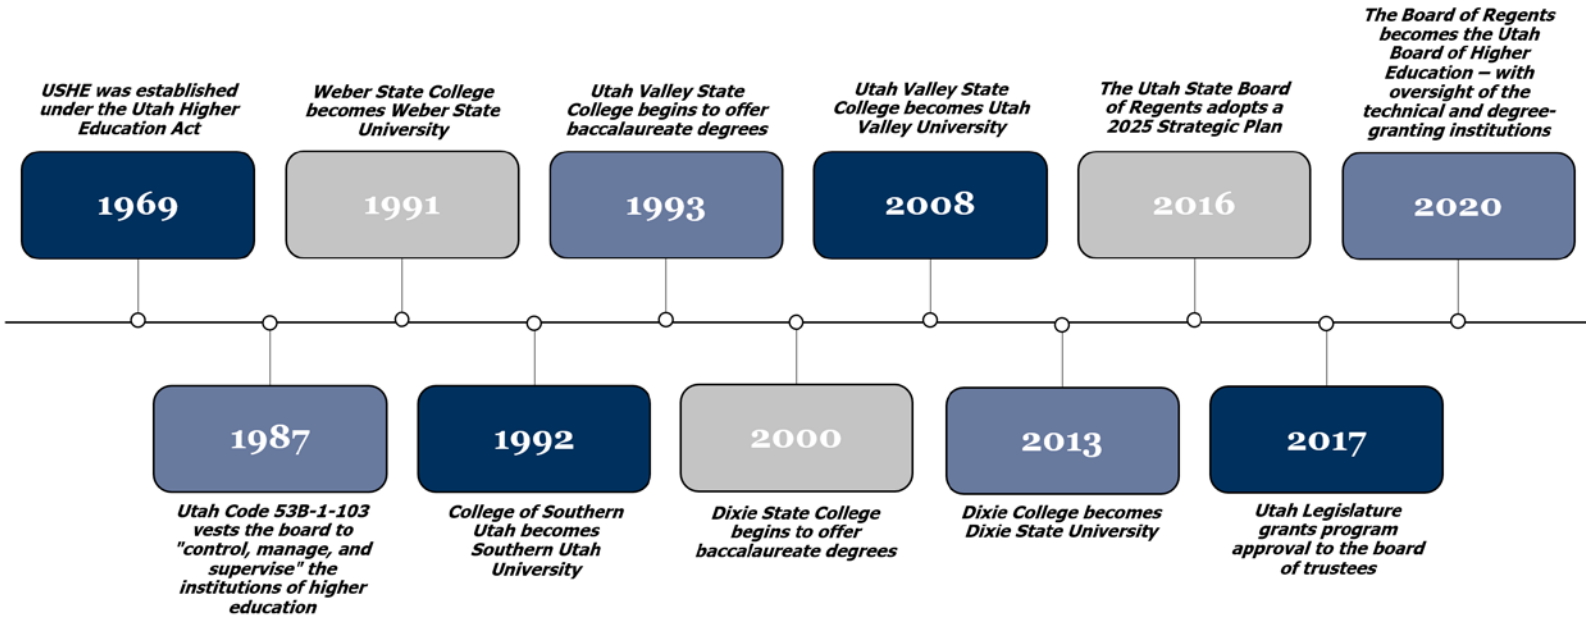 USHE was established
under the Utah Higher
Education Act
1969
Utah Code 53B-1-103
vests the board to
"control, manage, and
supervise" the
institutions of higher
education
1987
Weber State College
becomes Weber State
University
1991
College of Southern
Utah becomes
Southern Utah
University
1992
Utah Valley State
College begins to offer
baccalaureate degrees
1993
Dixie State College
begins to offer
baccalaureate degrees
2000
Utah Valley State
College becomes Utah
Valley University
2008
Dixie College becomes
Dixie State University
2013
The Utah State Board
of Regents adopts a
2025 Strategic Plan
2016
Utah Legislature
grants program
approval to the board
of trustees
2017
The Board of Regents
becomes the Utah
Board of Higher
Education – with
oversight of the
technical and degree-
granting institutions
2020